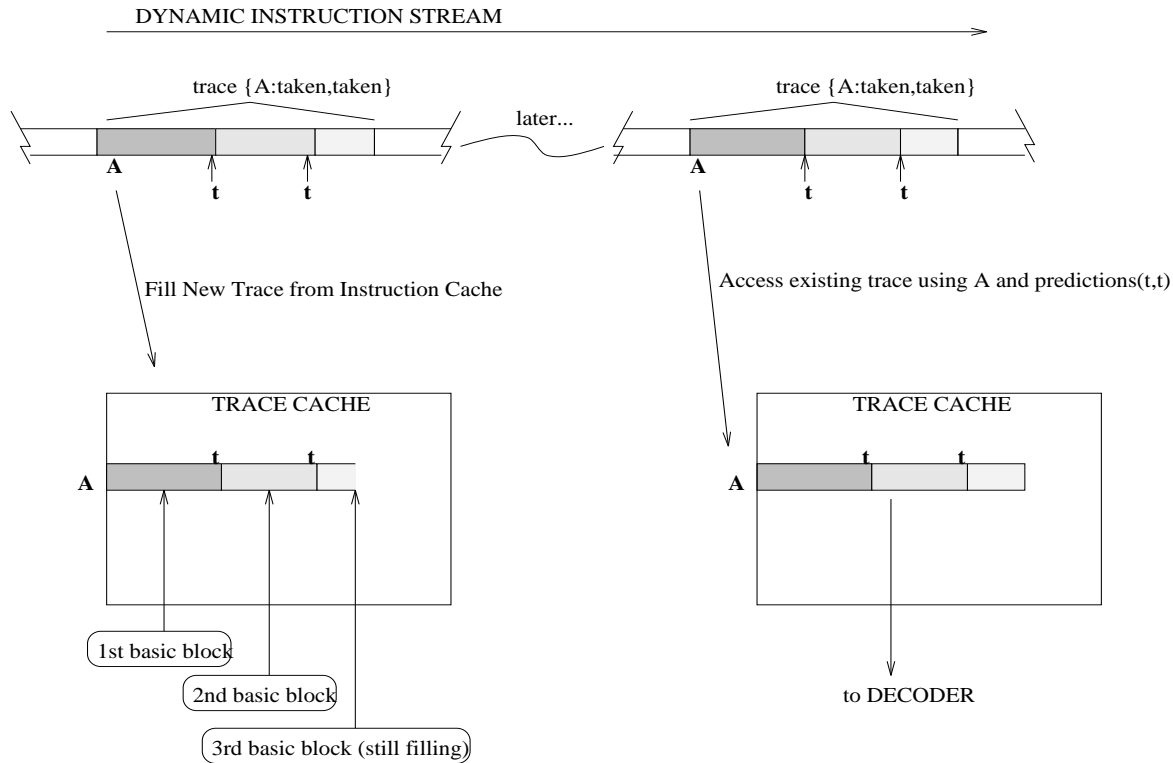 DYNAMIC INSTRUCTION STREAM
trace {A:taken,taken}
trace {A:taken,taken}
later...
A
t
t
A
t
t
Fill New Trace from Instruction Cache
Access existing trace using A and predictions(t,t)
TRACE CACHE
TRACE CACHE
t
t
t
t
A
A
1st basic block
2nd basic block
to DECODER
3rd basic block (still filling)